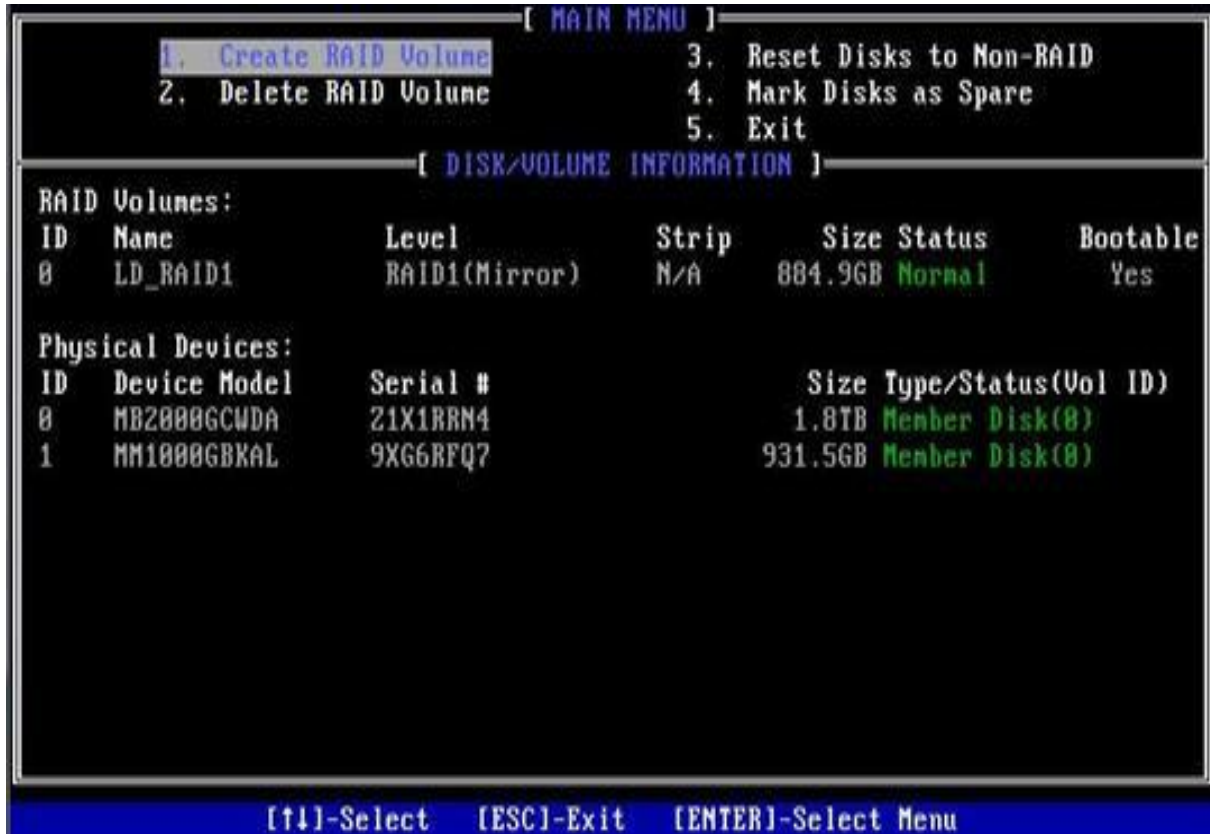 [ MAIN MENU ]
1. Create RAID Volume
2. Delete RAID Volume
3. Reset Disks to Non-RAID
4. Mark Disks as Spare
5. Exit
[ DISK/VOLUME INFORMATION ]
RAID Volumes:
ID Name Level Strip Size Status Bootable
0 LD_RAID1 RAID1(Mirror) N/A 884.9GB Normal Yes
Physical Devices:
ID Device Model Serial # Size Type/Status(Vol ID)
0 MB2000GCWDA Z1X1RRN4 1.8TB Member Disk(0)
1 MM1000GBKAL 9XG6RFQ7 931.5GB Member Disk(0)
[↑↓]-Select [ESC]-Exit [ENTER]-Select Menu